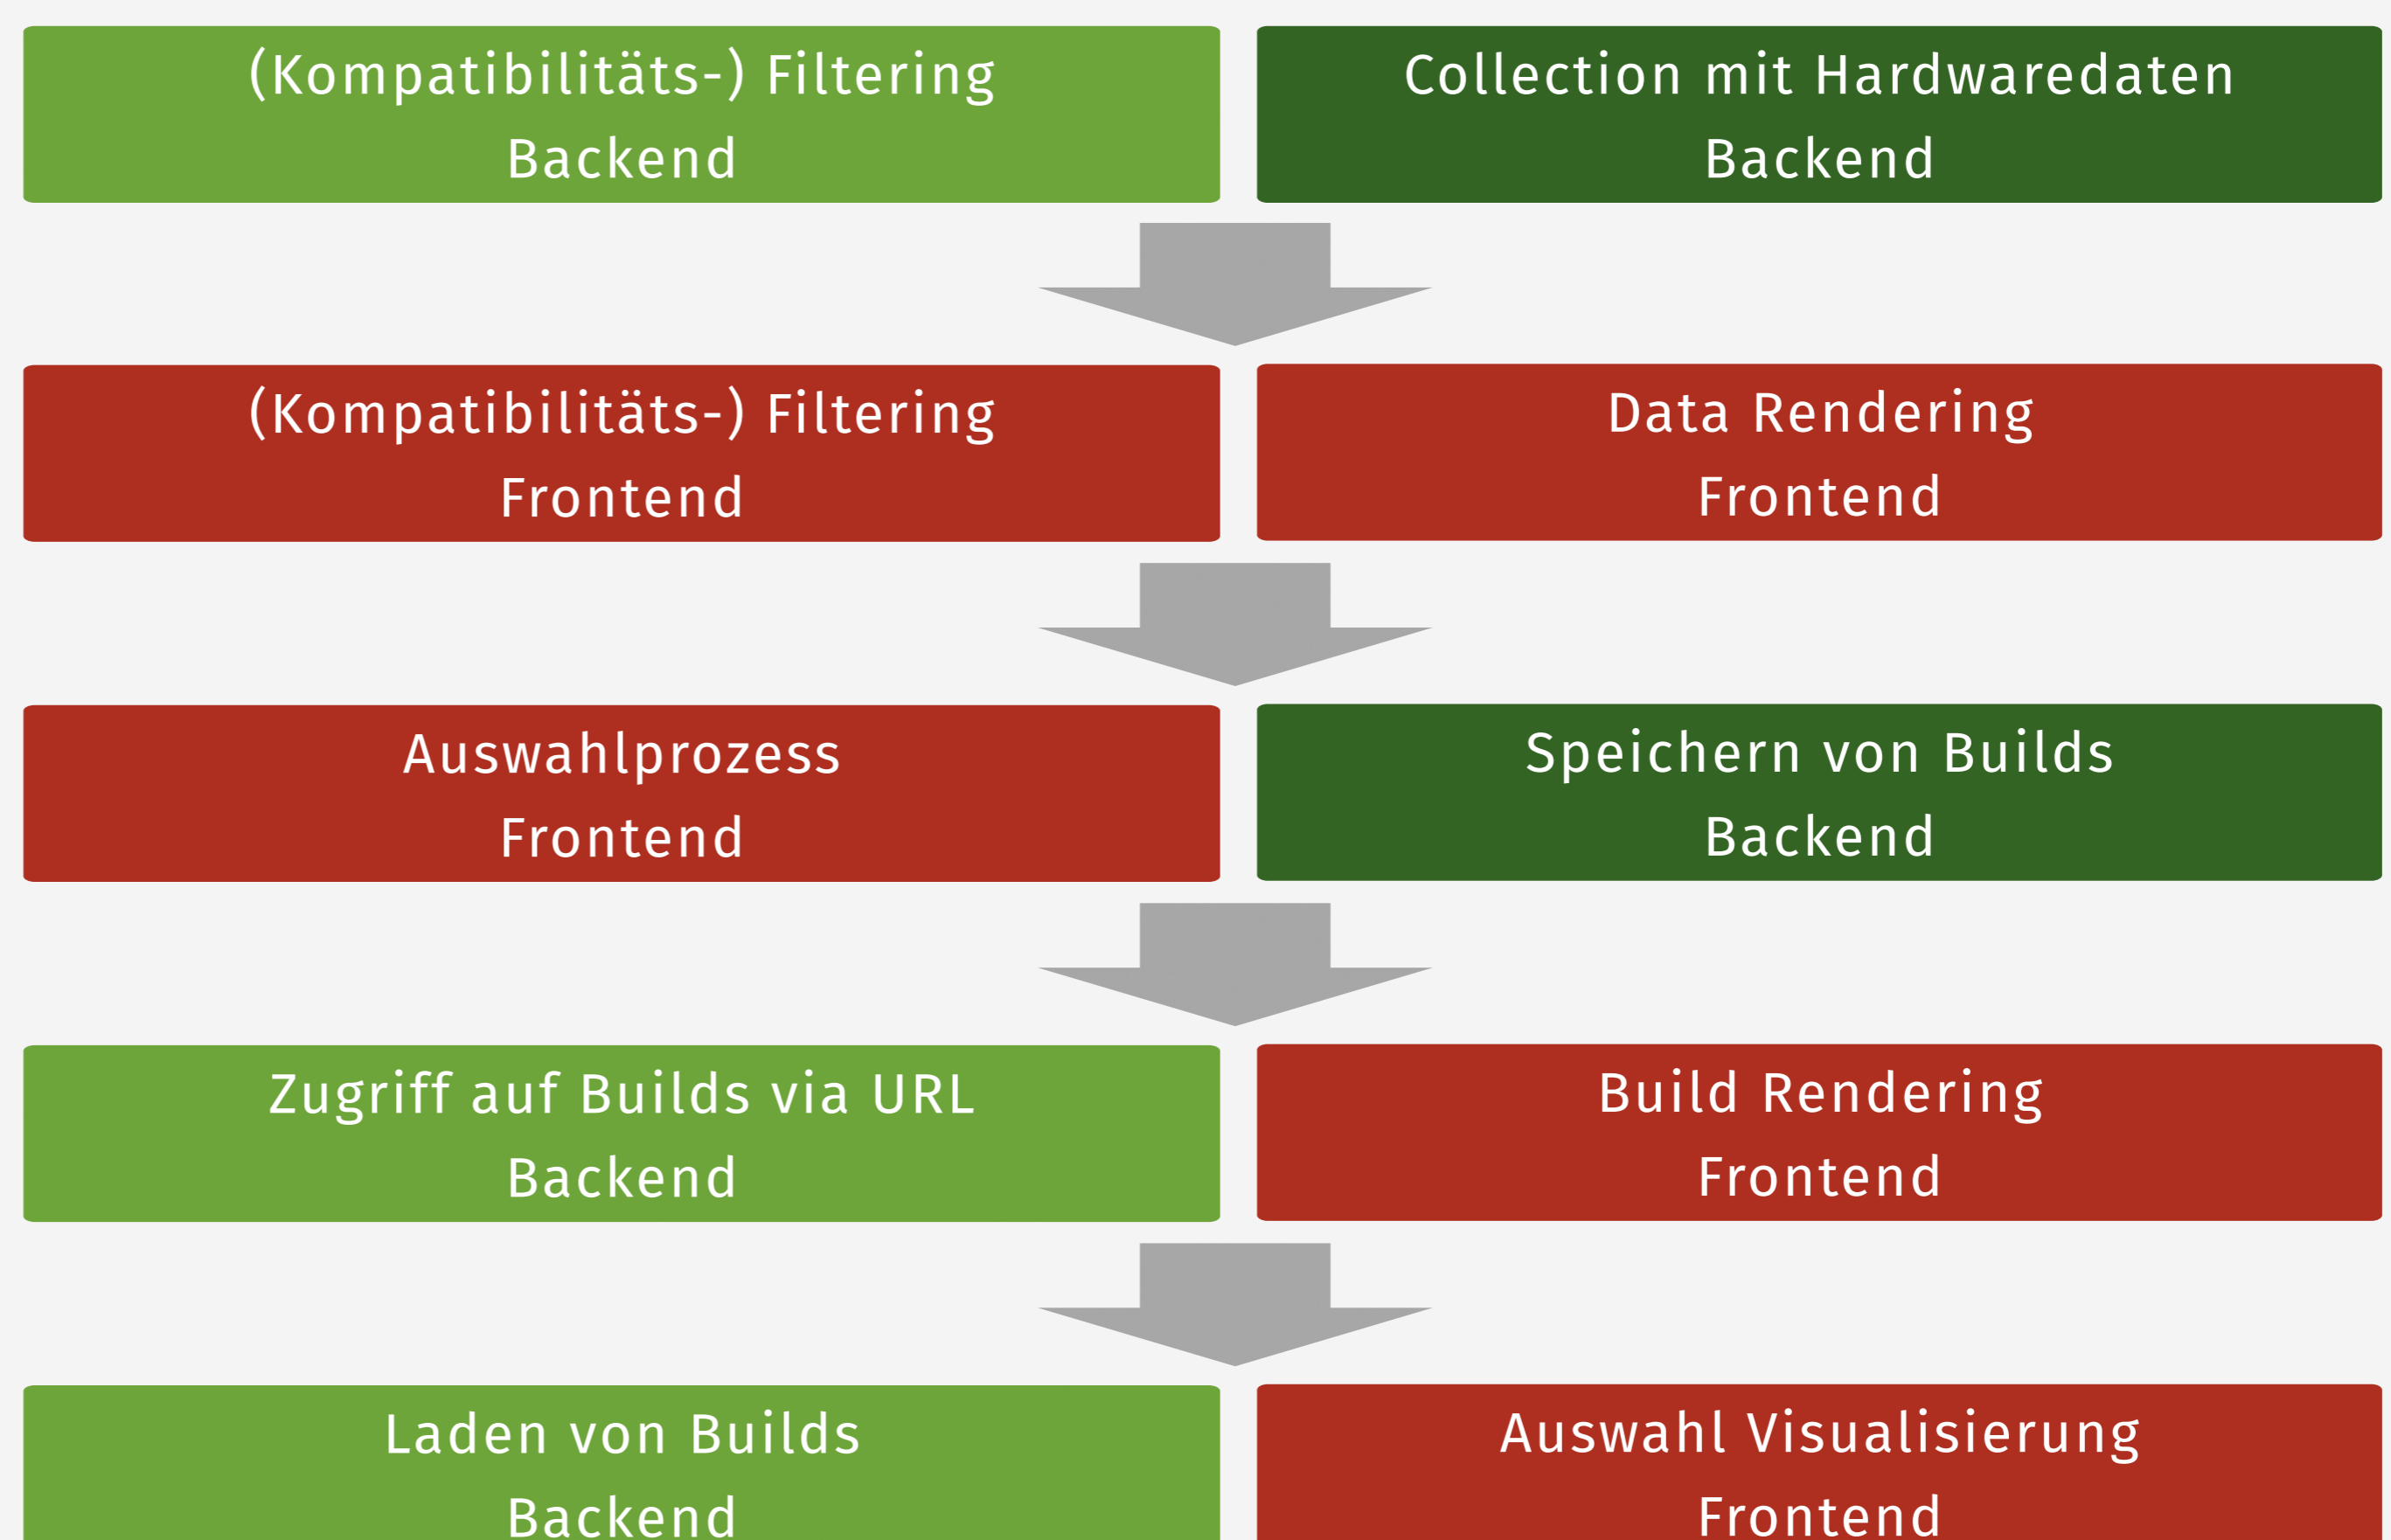 (Kompatibilitäts-) Filtering
Backend
Collection mit Hardwaredaten
Backend
(Kompatibilitäts-) Filtering
Frontend
Data Rendering
Frontend
Auswahlprozess
Frontend
Speichern von Builds
Backend
Zugriff auf Builds via URL
Backend
Build Rendering
Frontend
Laden von Builds
Backend
Auswahl Visualisierung
Frontend